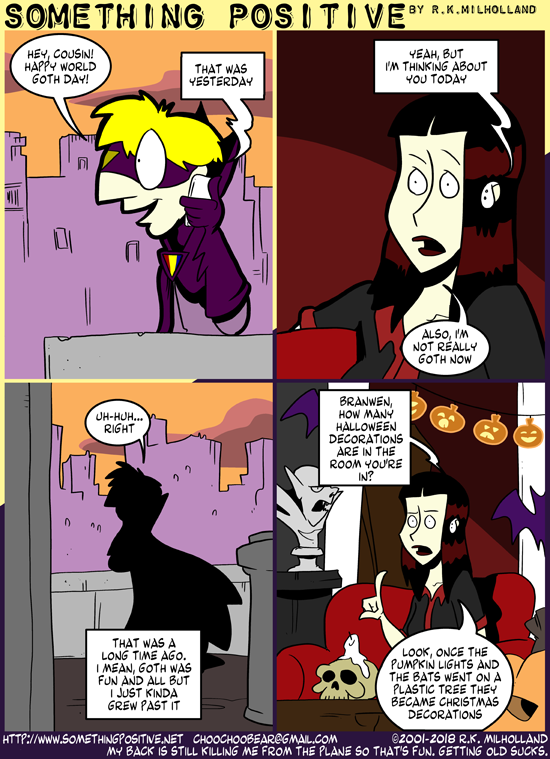 SOMETHING POSITIVE BY R.K.MILHOLLAND
HEY, COUSIN!
HAPPY WORLD
GOTH DAY!
THAT WAS
YESTERDAY
YEAH, BUT
I'M THINKING ABOUT
YOU TODAY
ALSO, I'M
NOT REALLY
GOTH NOW
UH-HUH...
RIGHT
THAT WAS A
LONG TIME AGO.
I MEAN, GOTH WAS
FUN AND ALL BUT
I JUST KINDA
GREW PAST IT
BRANWEN,
HOW MANY
HALLOWEEN
DECORATIONS
ARE IN THE
ROOM YOU'RE
IN?
LOOK, ONCE THE
PUMPKIN LIGHTS AND
THE BATS WENT ON A
PLASTIC TREE THEY
BECAME CHRISTMAS
DECORATIONS
HTTP://WWW.SOMETHINGPOSITIVE.NET CHOOCHOOBEAR@GMAIL.COM ©2001-2018 R.K. MILHOLLAND
MY BACK IS STILL KILLING ME FROM THE PLANE SO THAT'S FUN. GETTING OLD SUCKS.